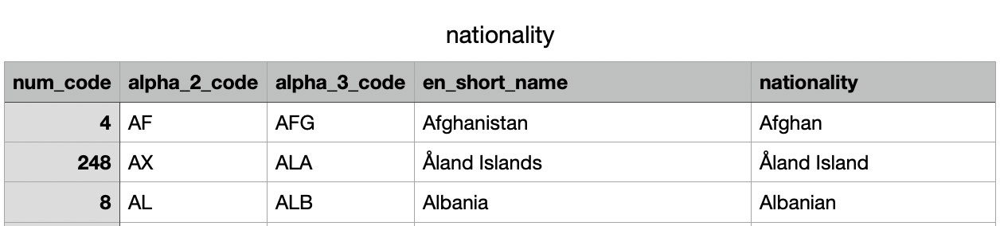 nationality
num_code alpha_2_code alpha_3_code en_short_name nationality
4 AF AFG Afghanistan Afghan
248 AX ALA Åland Islands Åland Island
8 AL ALB Albania Albanian